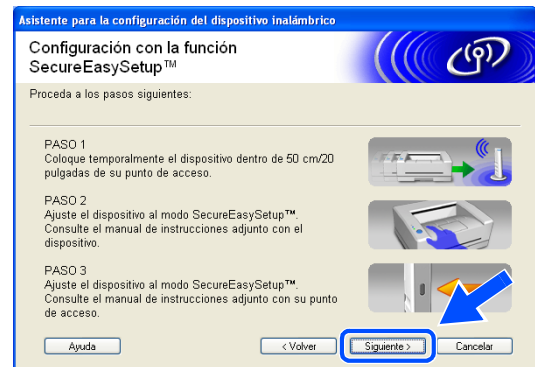 Asistente para la configuración del dispositivo inalámbrico
Configuración con la función
SecureEasySetup™
Proceda a los pasos siguientes:
PASO 1
Coloque temporalmente el dispositivo dentro de 50 cm/20
pulgadas de su punto de acceso.
PASO 2
Ajuste el dispositivo al modo SecureEasySetup™.
Consulte el manual de instrucciones adjunto con el
dispositivo.
PASO 3
Ajuste el dispositivo al modo SecureEasySetup™.
Consulte el manual de instrucciones adjunto con su punto
de acceso.
Ayuda < Volver Siguiente > Cancelar